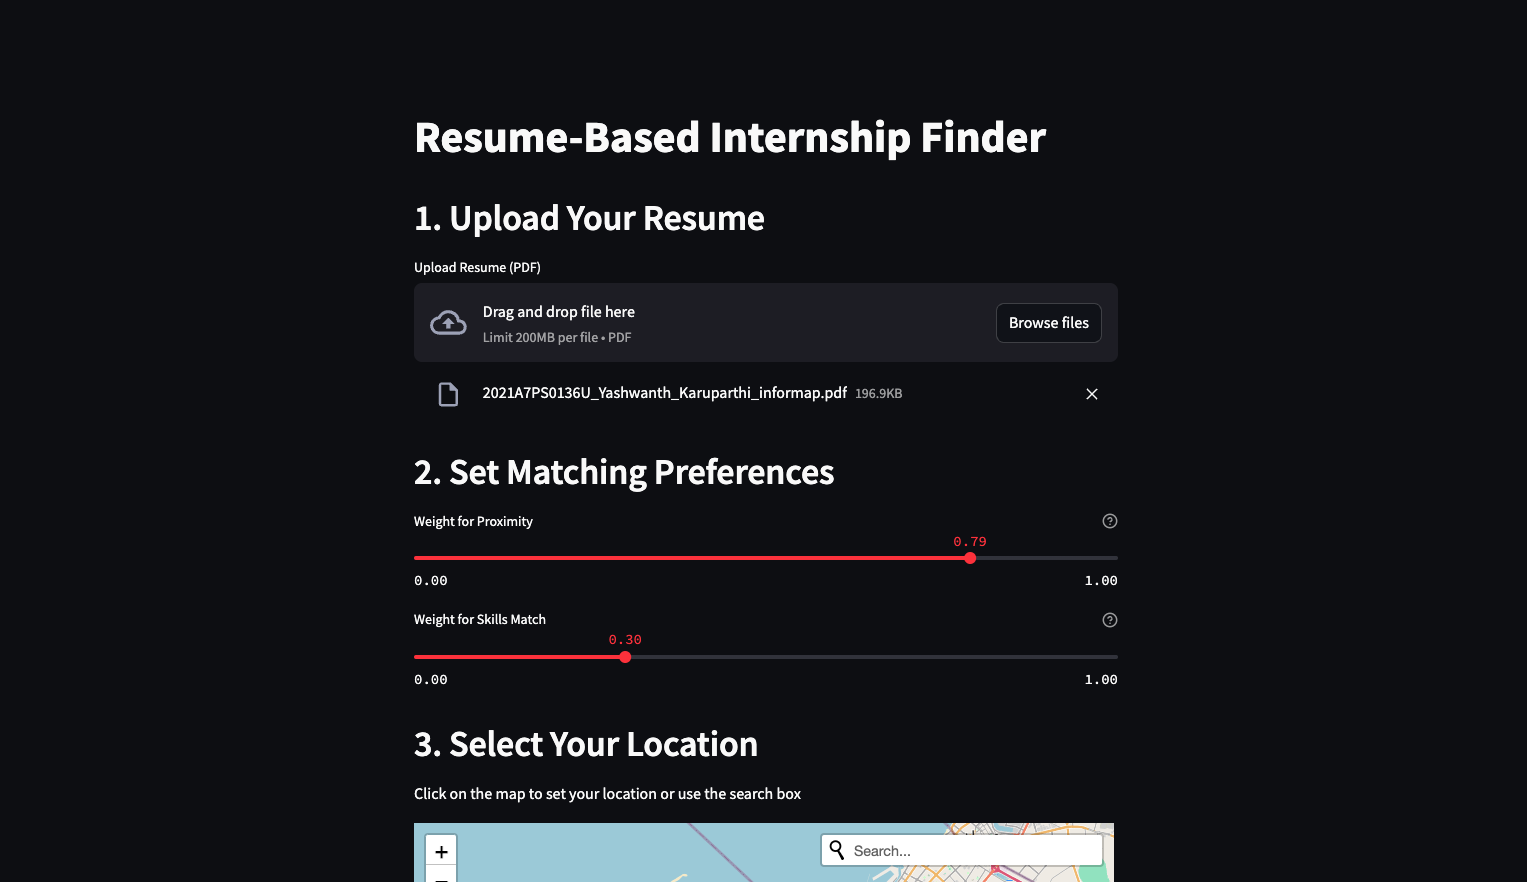 Resume-Based Internship Finder
1. Upload Your Resume
Upload Resume (PDF)
Drag and drop file here
Limit 200MB per file • PDF
Browse files
2021A7PS0136U_Yashwanth_Karuparthi_informap.pdf 196.9KB
2. Set Matching Preferences
Weight for Proximity
0.79
0.00 1.00
Weight for Skills Match
0.30
0.00 1.00
3. Select Your Location
Click on the map to set your location or use the search box
+
Search...